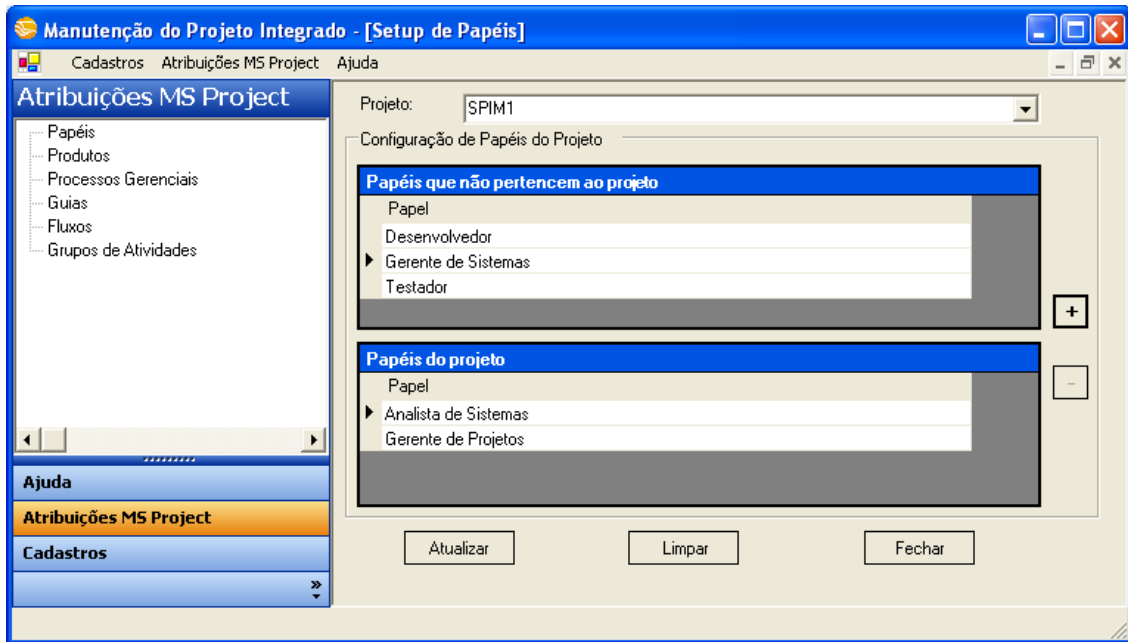 Manutenção do Projeto Integrado - [Setup de Papéis]
Cadastros Atribuições MS Project Ajuda
Atribuições MS Project
Papéis
Produtos
Processos Gerenciais
Guias
Fluxos
Grupos de Atividades
Ajuda
Atribuições MS Project
Cadastros
Projeto: SPIM1
Configuração de Papéis do Projeto
Papéis que não pertencem ao projeto
Papel
Desenvolvedor
Gerente de Sistemas
Testador
+
Papéis do projeto
Papel
Analista de Sistemas
Gerente de Projetos
-
Atualizar Limpar Fechar